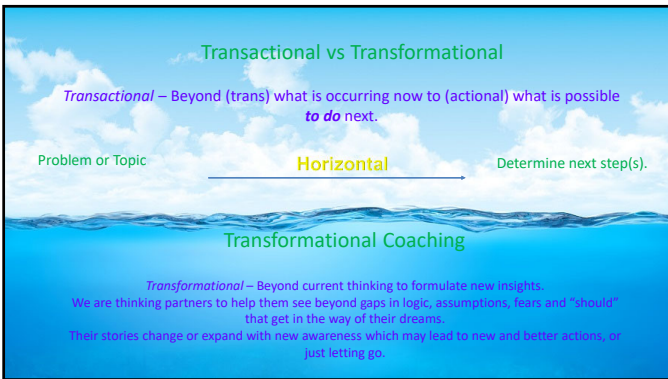 Transactional vs Transformational
Transactional – Beyond (trans) what is occurring now to (actional) what is possible
to do next.
Problem or Topic
Horizontal
Determine next step(s).
Transformational Coaching
Transformational – Beyond current thinking to formulate new insights.
We are thinking partners to help them see beyond gaps in logic, assumptions, fears and “should”
that get in the way of their dreams.
Their stories change or expand with new awareness which may lead to new and better actions, or
just letting go.